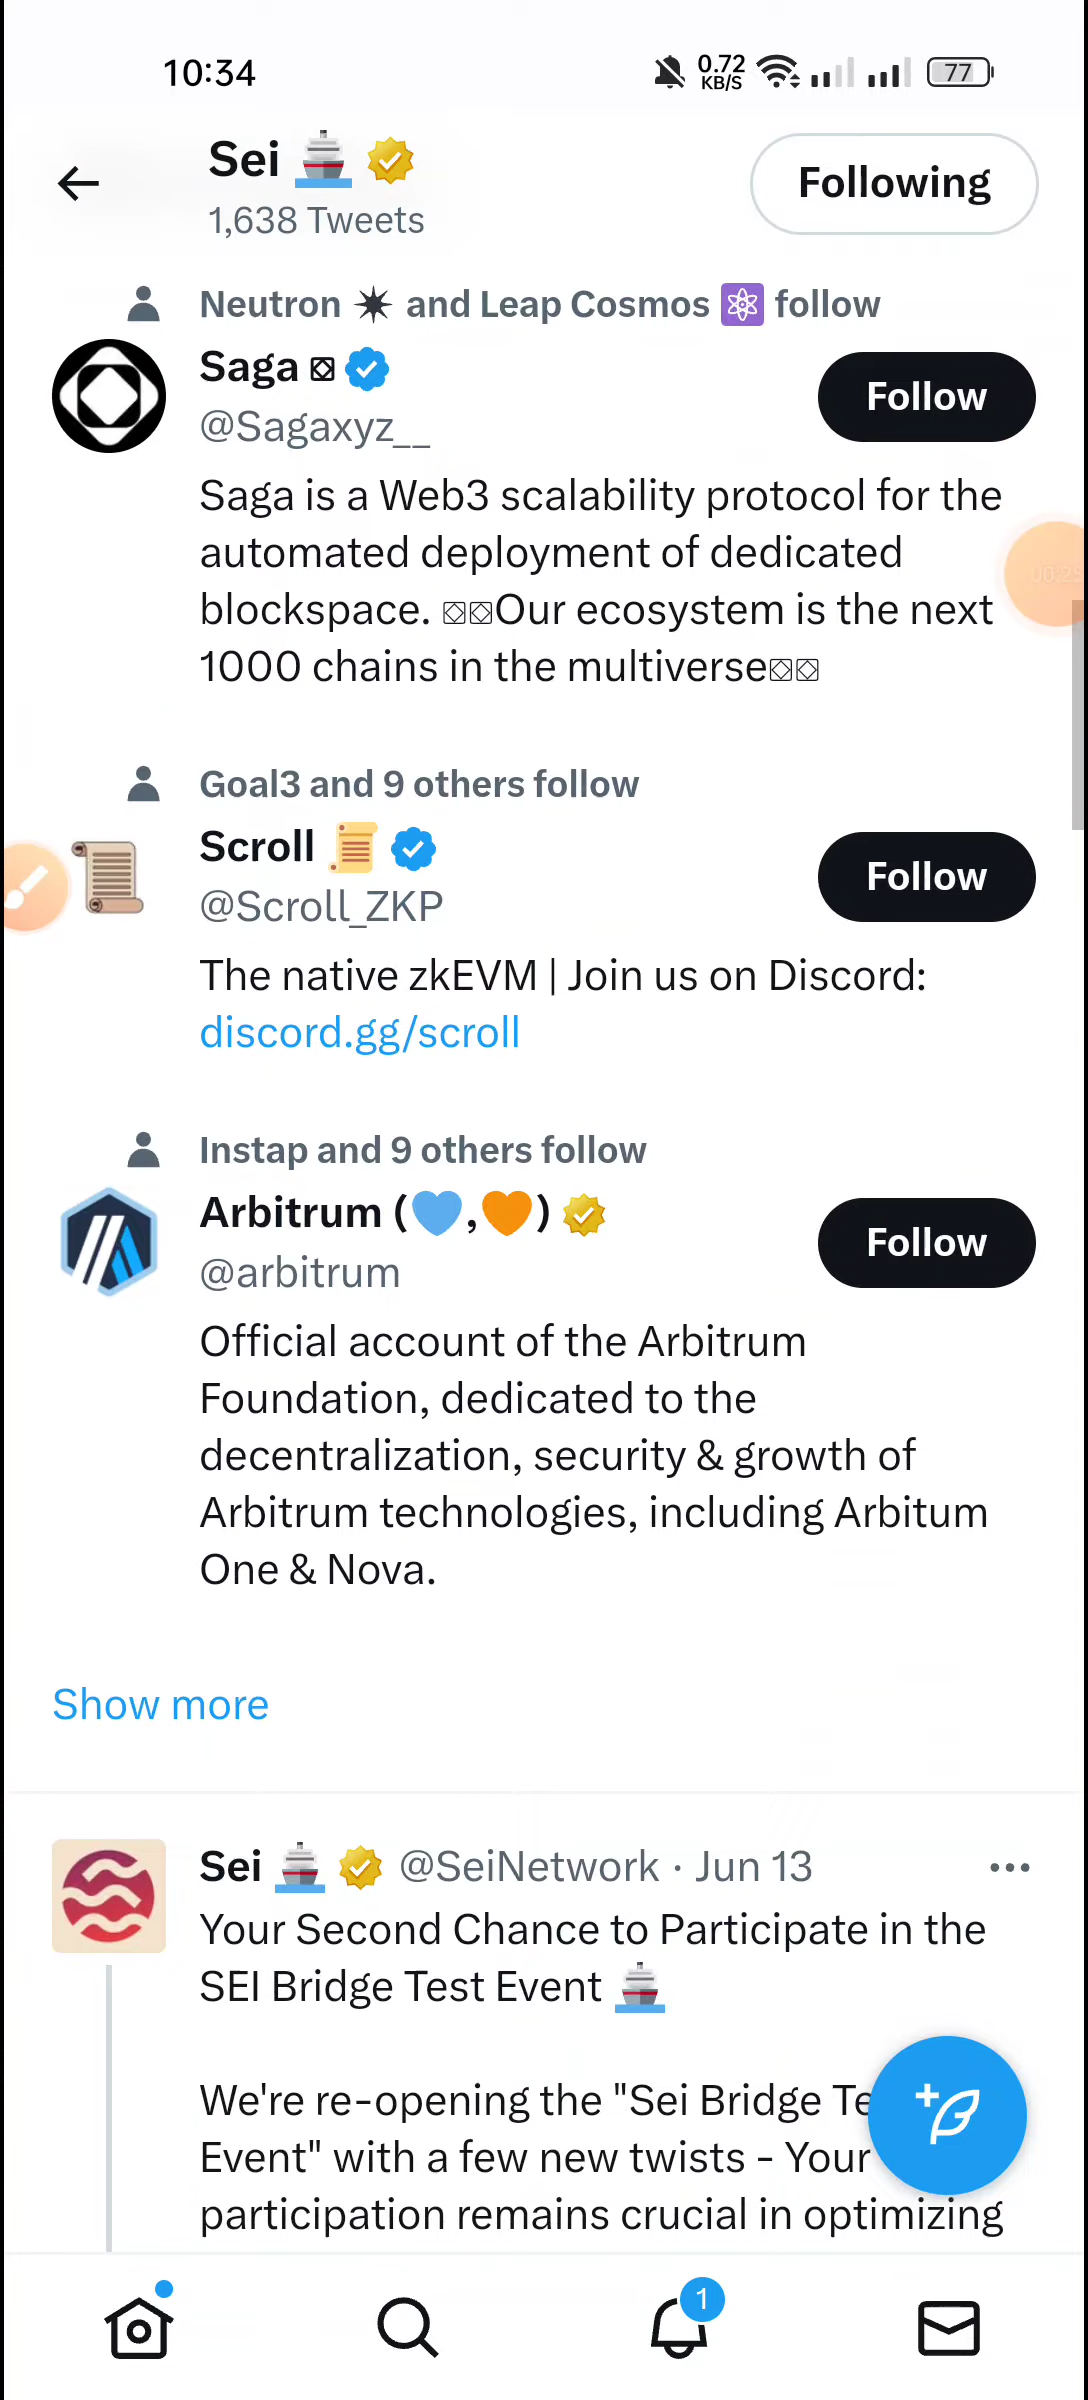 10:34
0.72
KB/S
77
Sei
1,638 Tweets
Following
Neutron and Leap Cosmos follow
Saga
@Sagaxyz__
Follow
Saga is a Web3 scalability protocol for the
automated deployment of dedicated
blockspace. Our ecosystem is the next
1000 chains in the multiverse
00:25
Goal3 and 9 others follow
Scroll
@Scroll_ZKP
Follow
The native zkEVM | Join us on Discord:
discord.gg/scroll
Instap and 9 others follow
Arbitrum (💙,🧡)
@arbitrum
Follow
Official account of the Arbitrum
Foundation, dedicated to the
decentralization, security & growth of
Arbitrum technologies, including Arbitum
One & Nova.
Show more
Sei @SeiNetwork · Jun 13
Your Second Chance to Participate in the
SEI Bridge Test Event
We're re-opening the "Sei Bridge Te
Event" with a few new twists - Your
participation remains crucial in optimizing
1